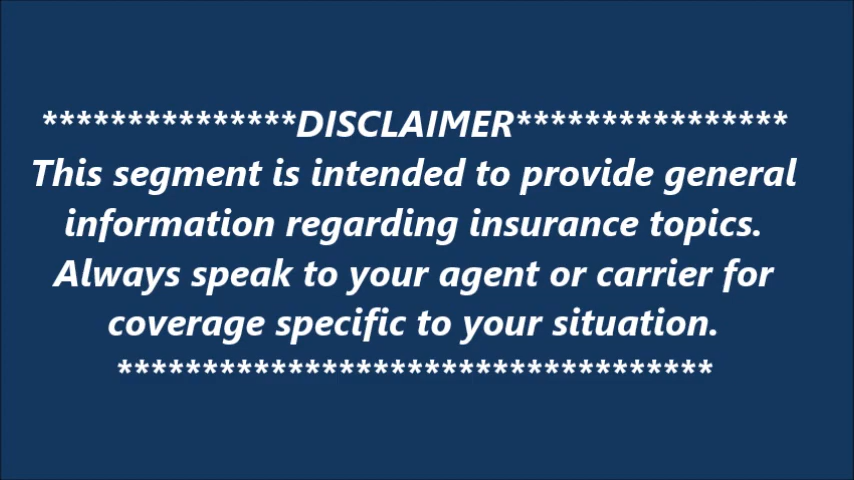 ***************DISCLAIMER****************
This segment is intended to provide general
information regarding insurance topics.
Always speak to your agent or carrier for
coverage specific to your situation.
***********************************